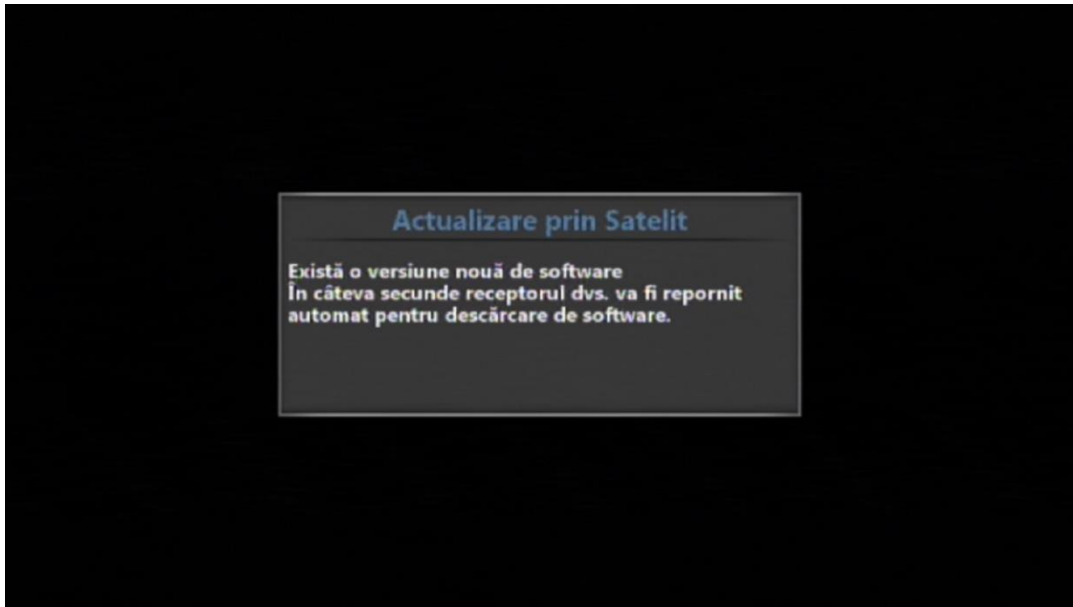 Actualizare prin Satelit
Există o versiune nouă de software
În câteva secunde receptorul dvs. va fi repornit
automat pentru descărcare de software.